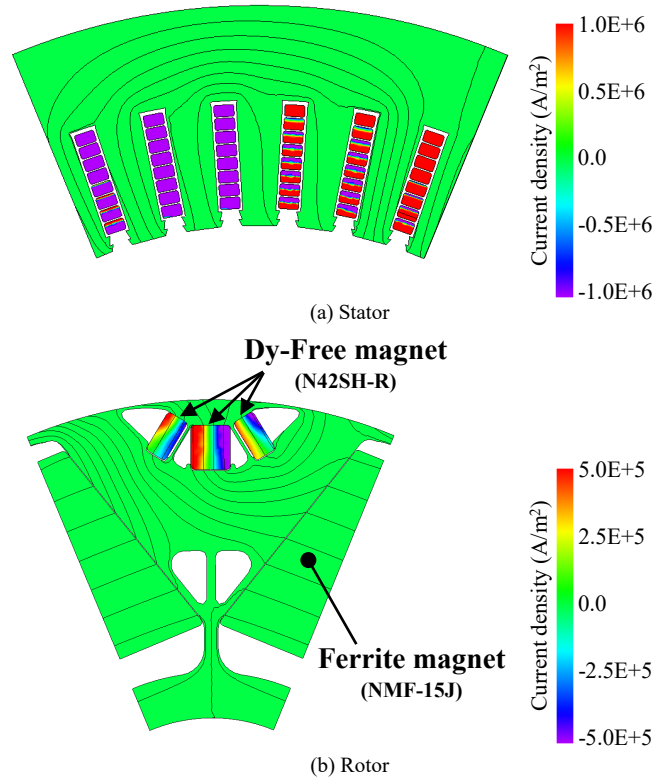 1.0E+6
0.5E+6
0.0
-0.5E+6
-1.0E+6
Current density (A/m²)
(a) Stator
Dy-Free magnet
(N42SH-R)
5.0E+5
2.5E+5
0.0
-2.5E+5
-5.0E+5
Current density (A/m²)
Ferrite magnet
(NMF-15J)
(b) Rotor